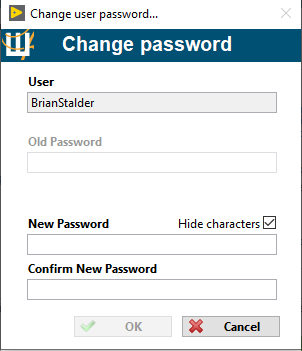 Change user password...
Change password
User
BrianStalder
Old Password
New Password Hide characters
Confirm New Password
OK Cancel